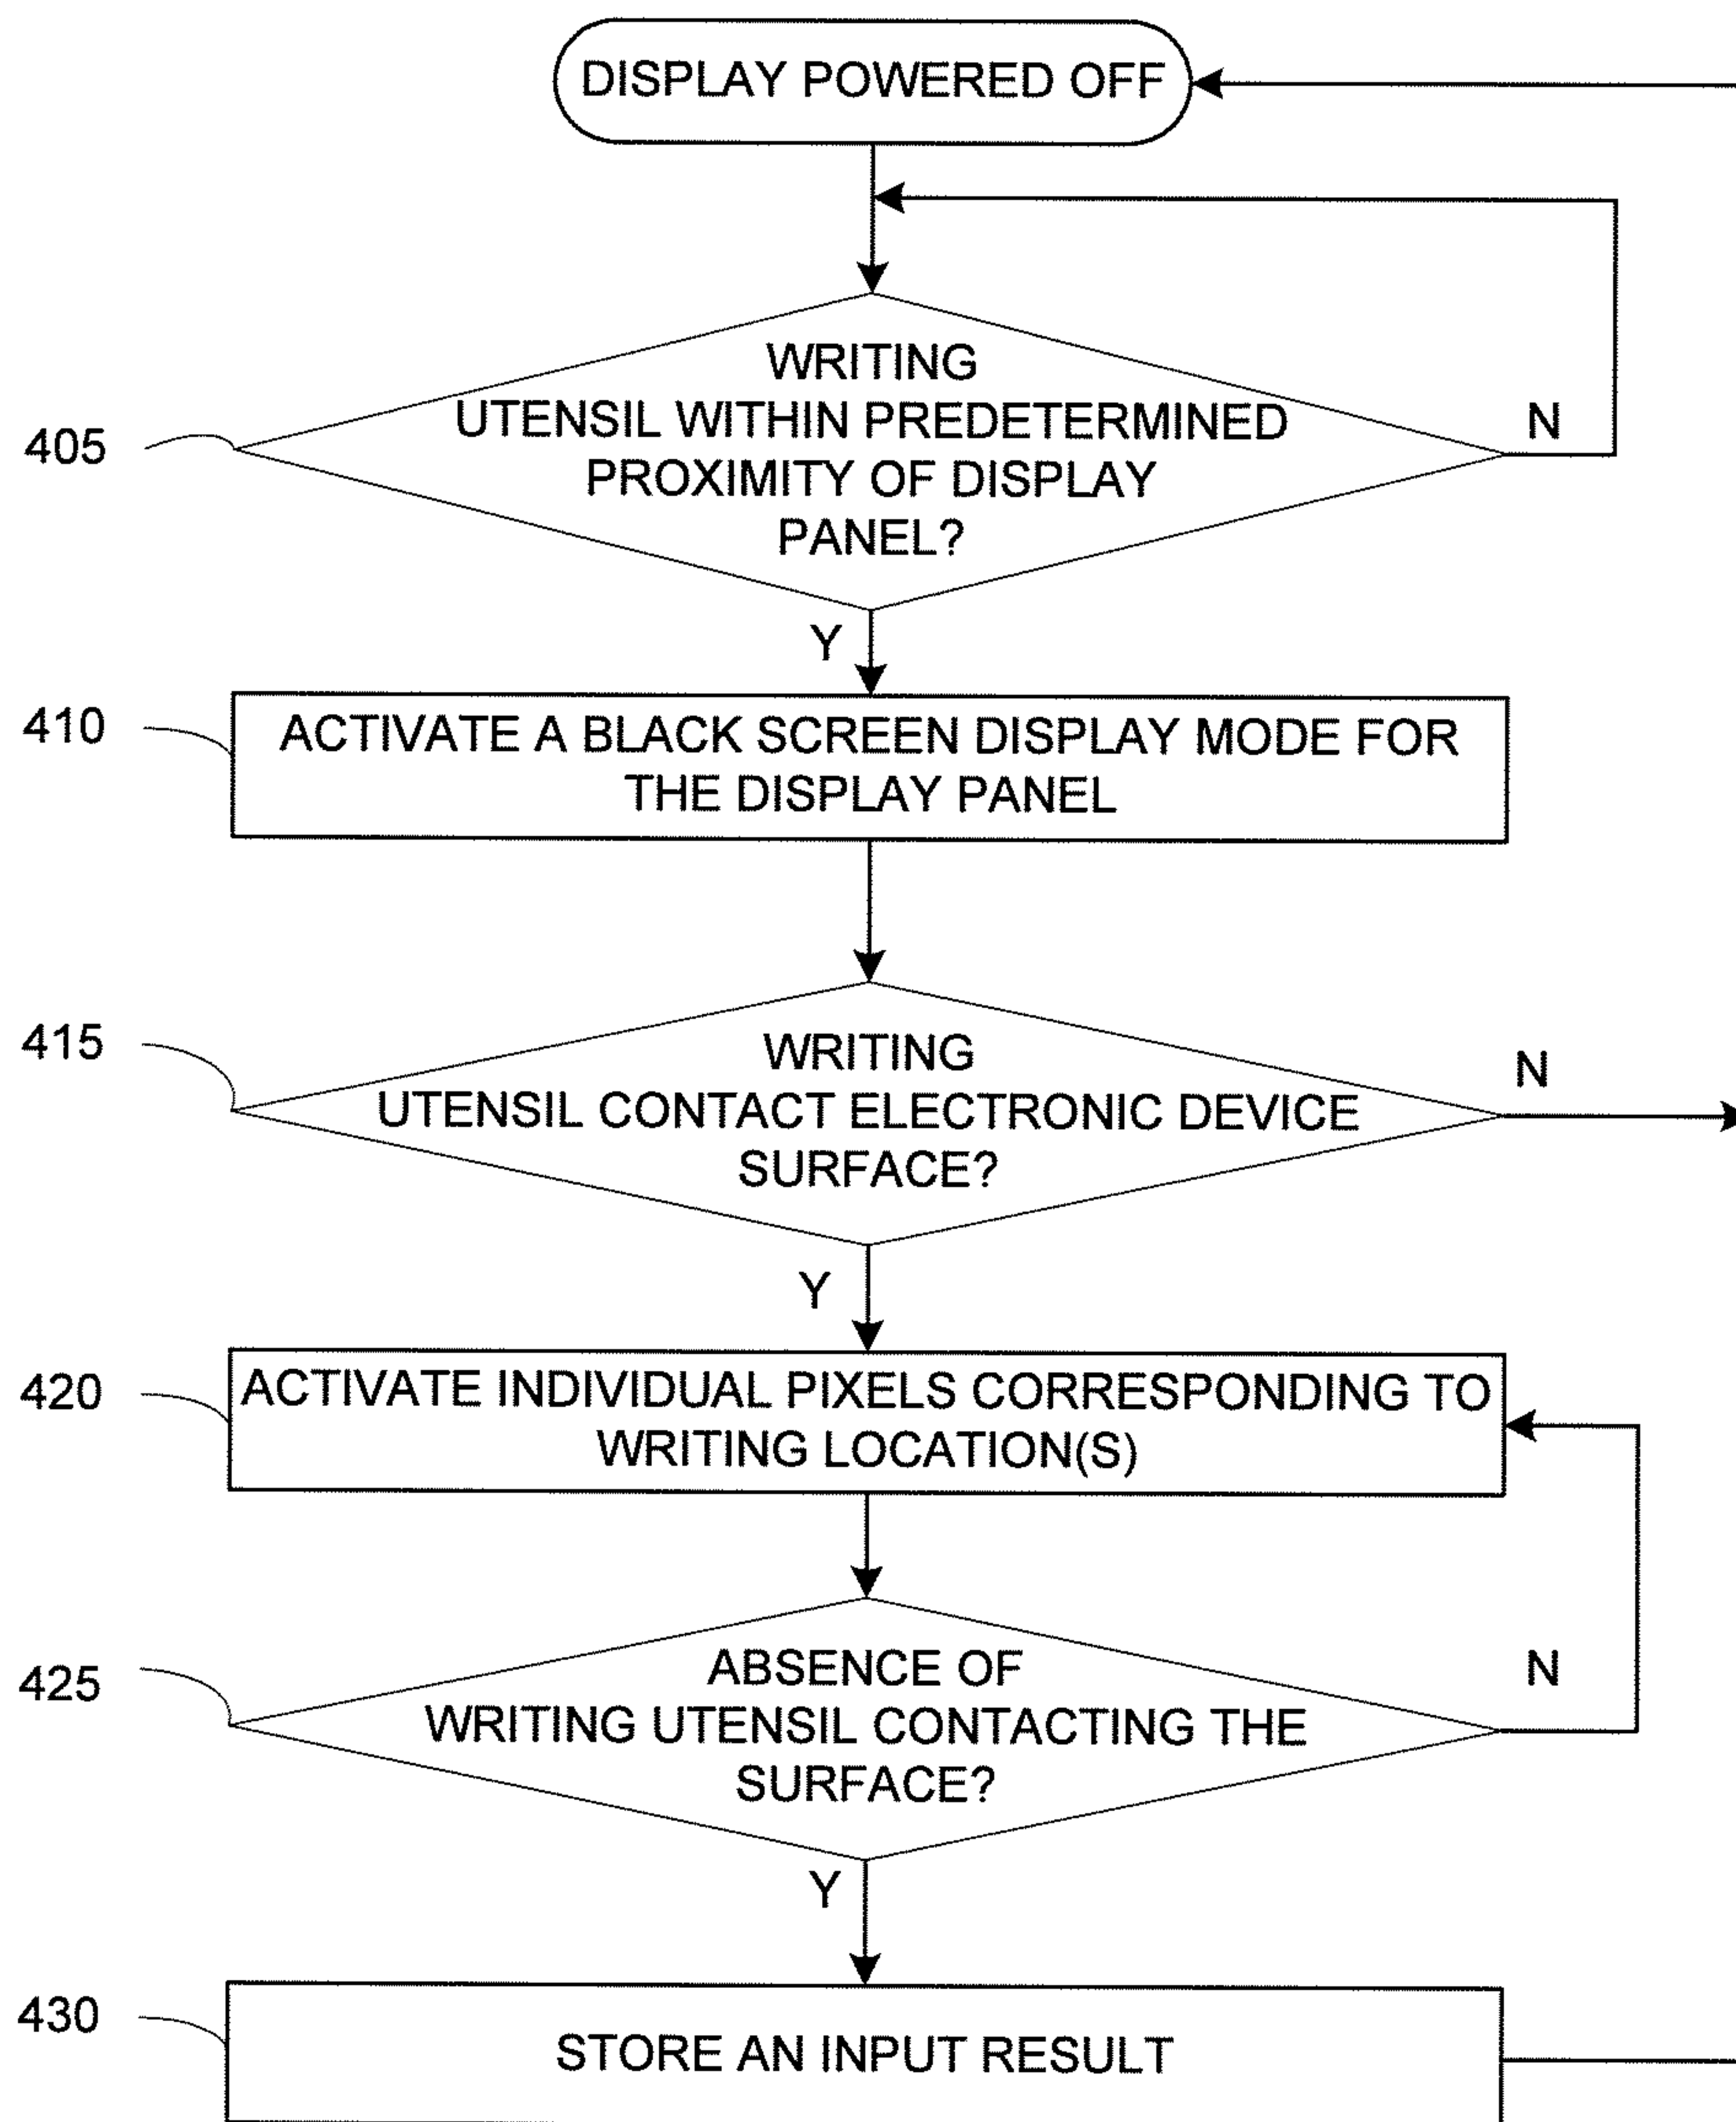 DISPLAY POWERED OFF
WRITING
UTENSIL WITHIN PREDETERMINED
PROXIMITY OF DISPLAY
PANEL?
405
N
Y
410
ACTIVATE A BLACK SCREEN DISPLAY MODE FOR
THE DISPLAY PANEL
415
WRITING
UTENSIL CONTACT ELECTRONIC DEVICE
SURFACE?
N
Y
420
ACTIVATE INDIVIDUAL PIXELS CORRESPONDING TO
WRITING LOCATION(S)
425
ABSENCE OF
WRITING UTENSIL CONTACTING THE
SURFACE?
N
Y
430
STORE AN INPUT RESULT